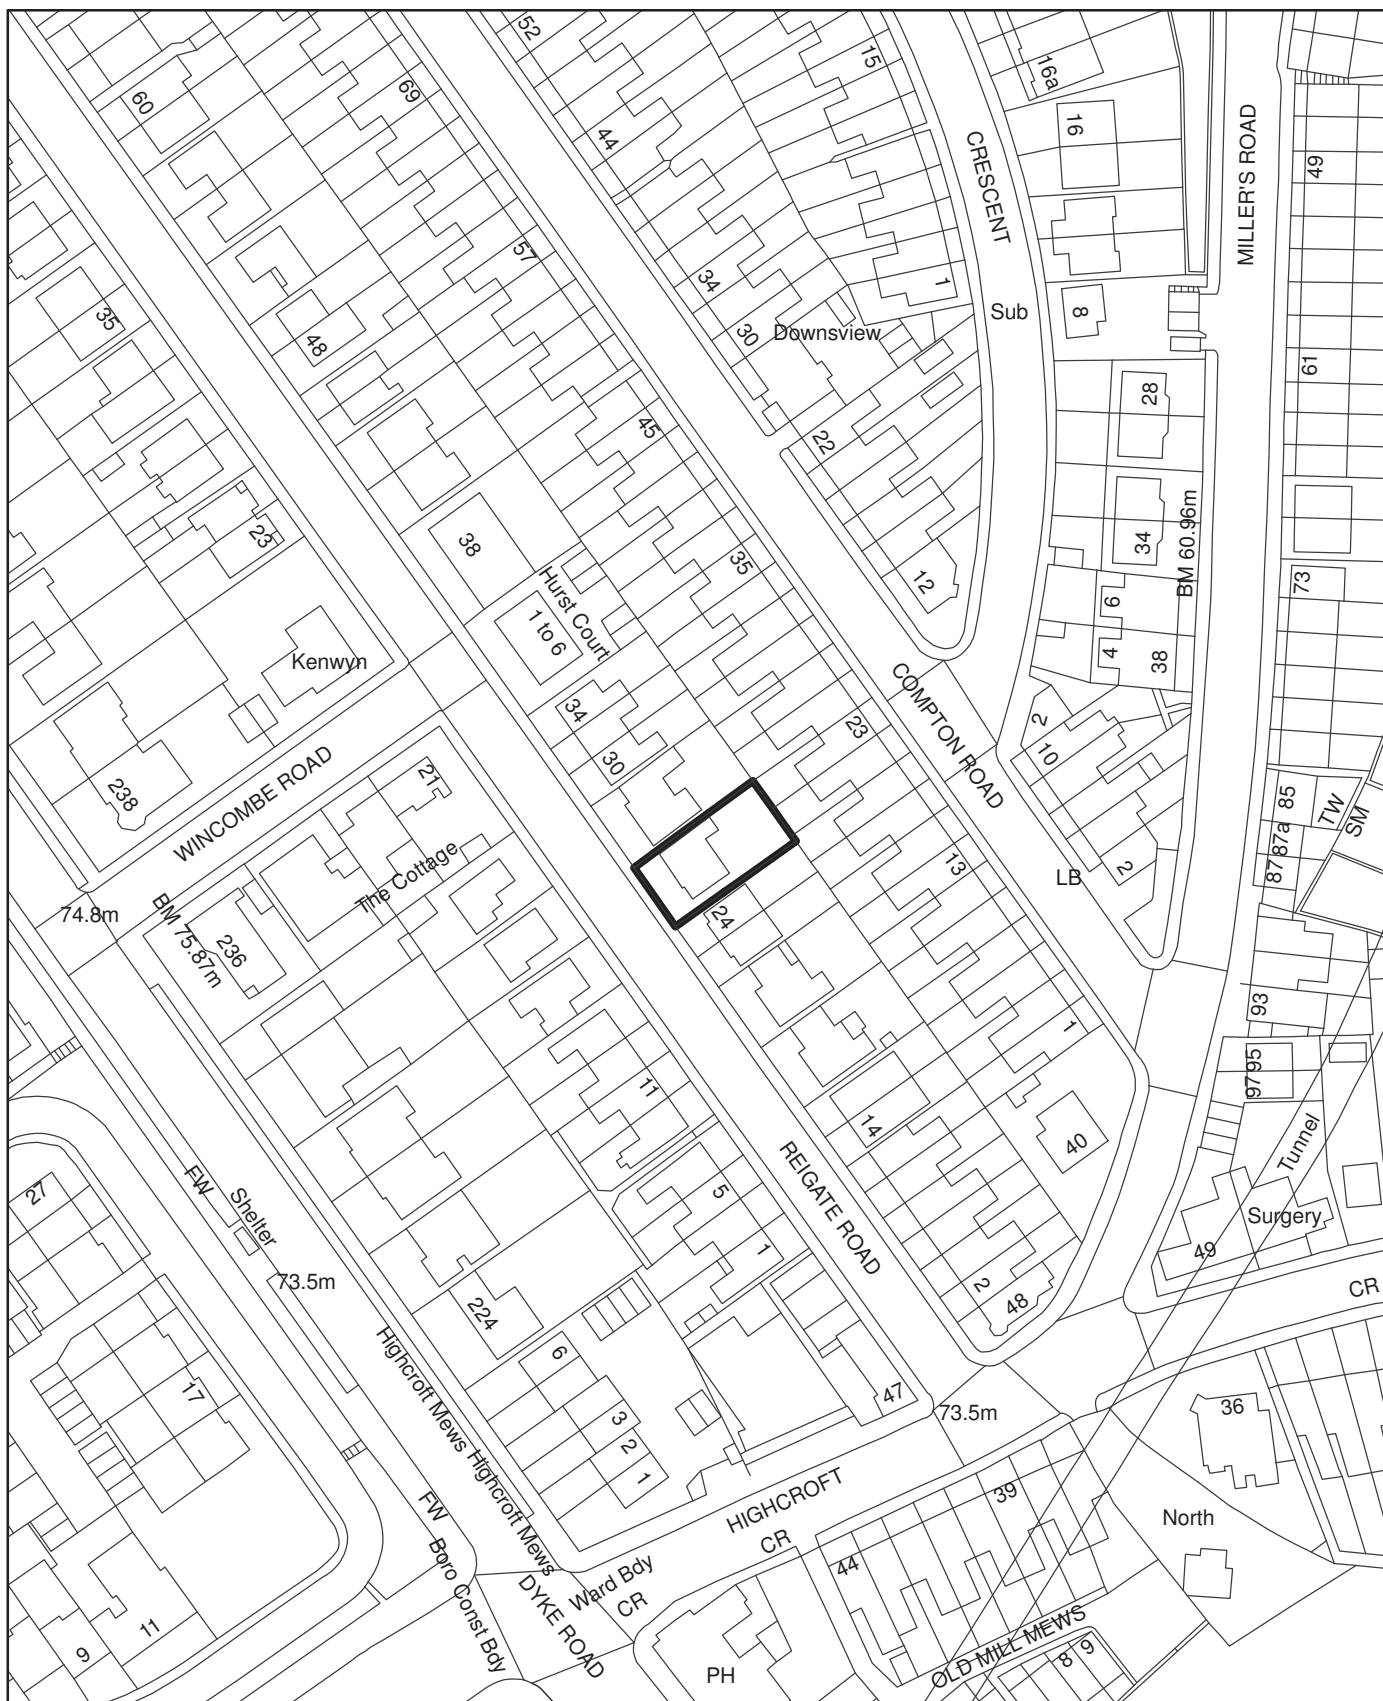 52
15
16a
60
69
44
16
CRESCENT
MILLER'S ROAD
49
57
34
1
35
48
30
Downsview
Sub
8
61
45
22
28
23
38
35
12
34
BM 60.96m
73
Hurst Court
1 to 6
6
4
38
Kenwyn
34
30
23
COMPTON ROAD
2
10
238
WINCOMBE ROAD
21
The Cottage
85
TW
SM
87a
87
13
LB
2
74.8m
BM 75.87m
236
24
93
1
95
97
11
14
40
Tunnel
27
FW
Shelter
5
REIGATE ROAD
1
Surgery
49
73.5m
2
48
CR
224
6
Highcroft Mews
Highcroft Mews
17
3
2
1
47
73.5m
36
HIGHCROFT
CR
39
North
FW
Boro Const Bdy
Ward Bdy
CR
DYKE ROAD
44
11
9
PH
OLD MILL MEWS
8
9